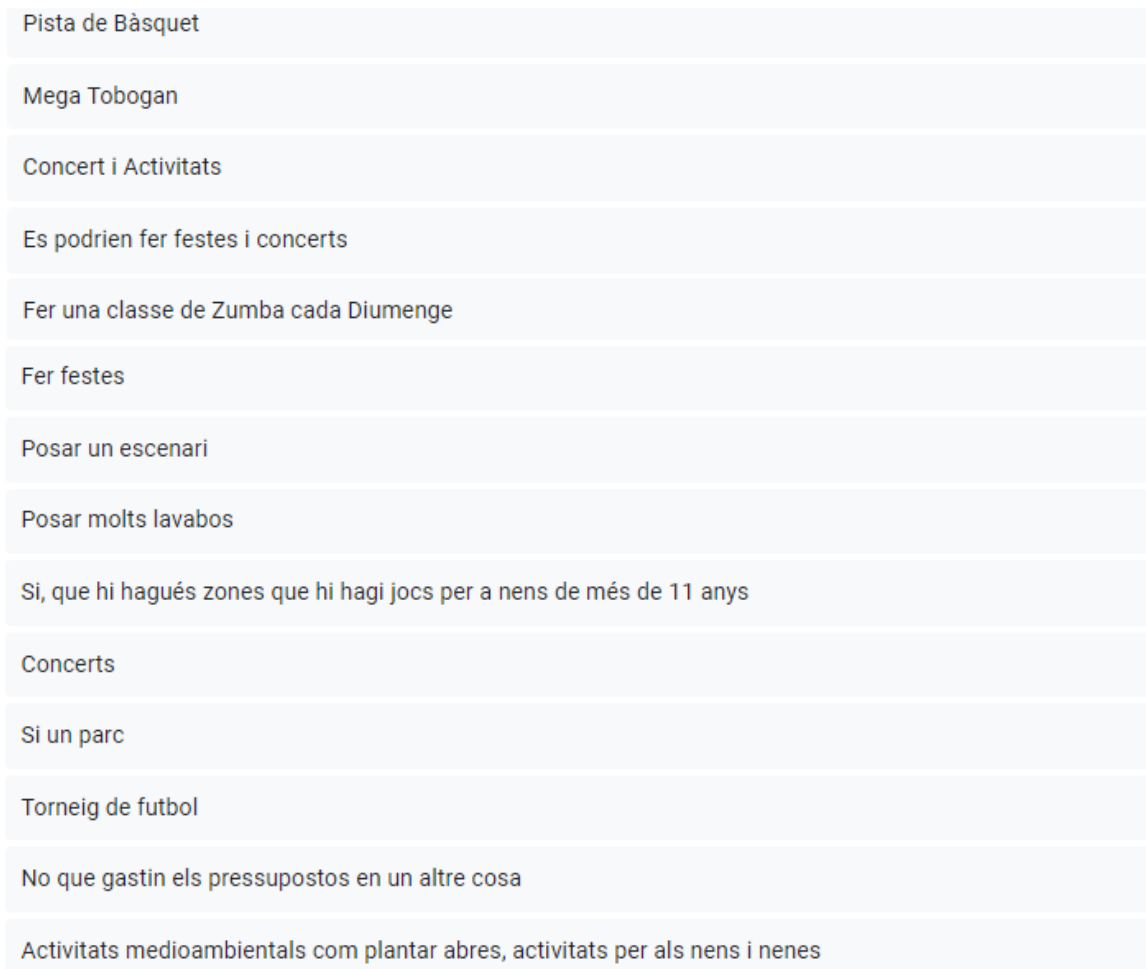 Pista de Bàsquet
Mega Tobogan
Concert i Activitats
Es podrien fer festes i concerts
Fer una classe de Zumba cada Diumenge
Fer festes
Posar un escenari
Posar molts lavabos
Si, que hi hagués zones que hi hagi jocs per a nens de més de 11 anys
Concerts
Si un parc
Torneig de futbol
No que gastin els pressupostos en un altre cosa
Activitats medioambientals com plantar abres, activitats per als nens i nenes